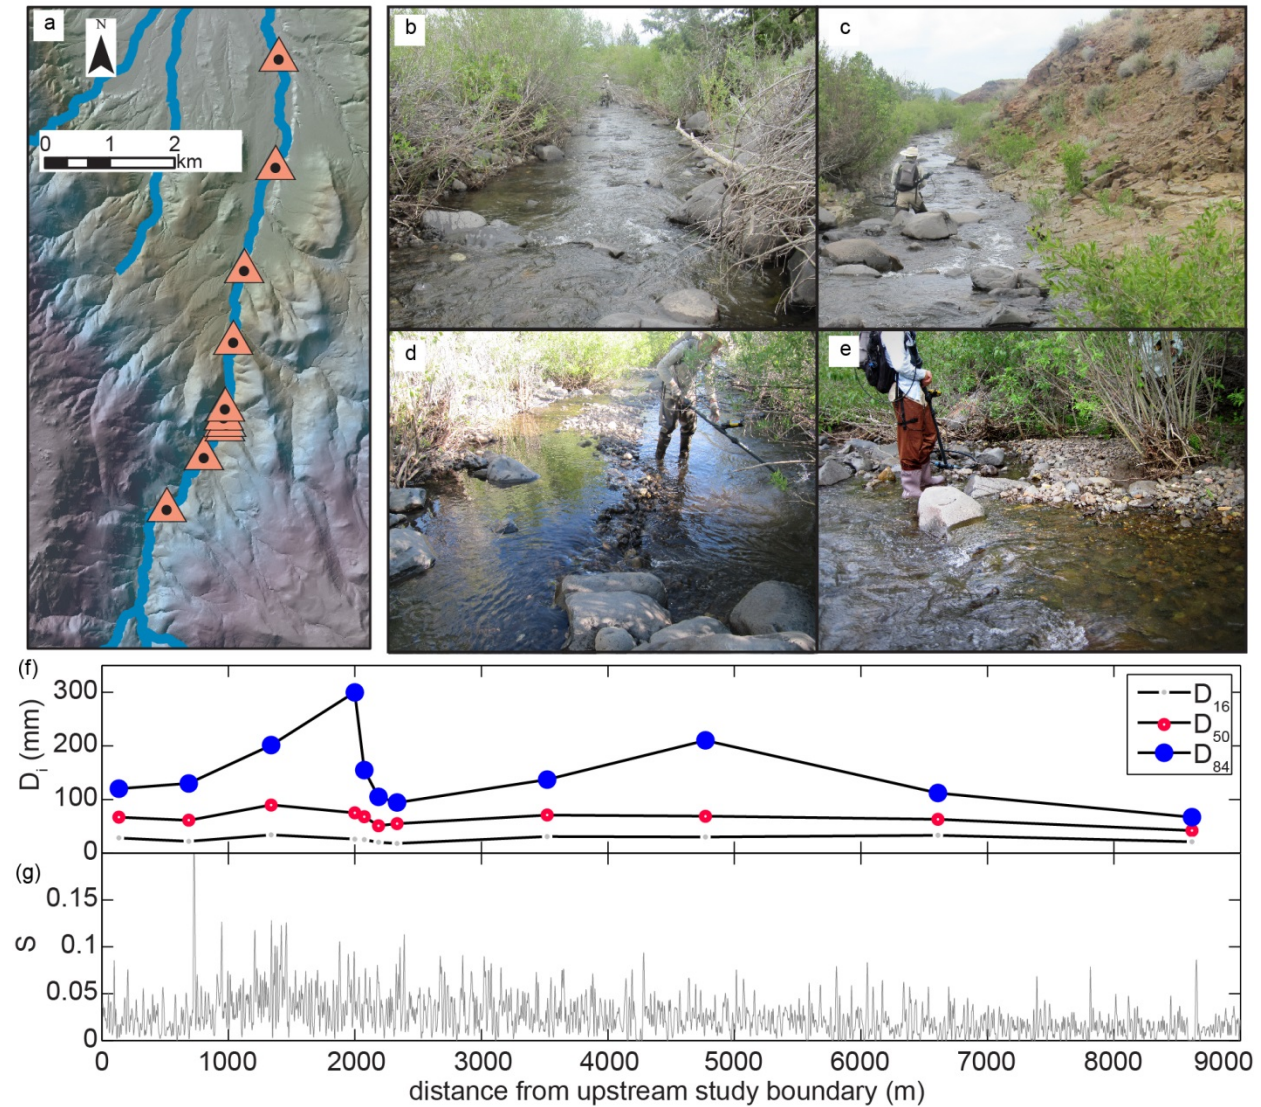 a
N
0 1 2
km
b
c
d
e
(f)
300
200
100
0
D_i (mm)
D_16
D_50
D_84
(g)
0.15
0.1
0.05
0
S
0 1000 2000 3000 4000 5000 6000 7000 8000 9000
distance from upstream study boundary (m)